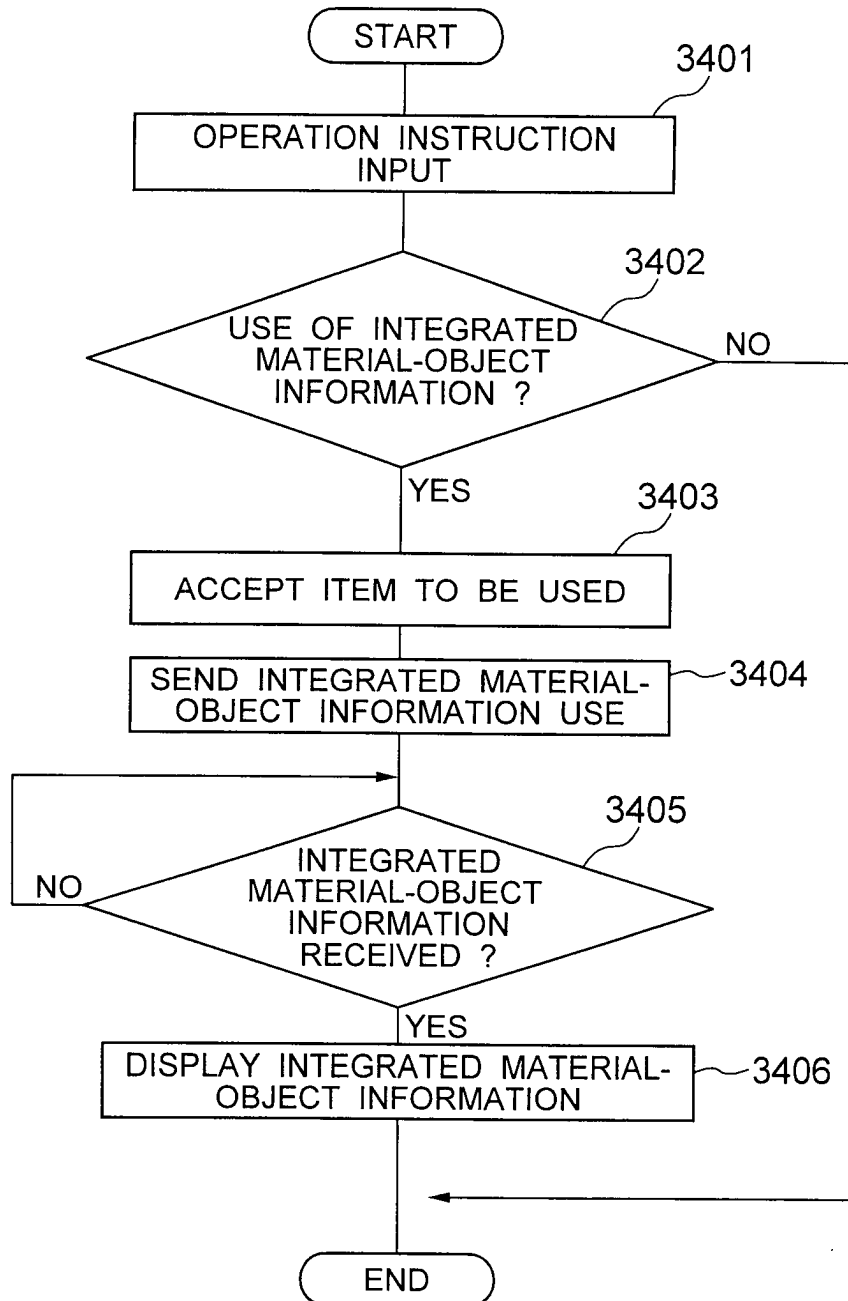 START
3401
OPERATION INSTRUCTION
INPUT
3402
USE OF INTEGRATED
MATERIAL-OBJECT
INFORMATION ?
NO
YES
3403
ACCEPT ITEM TO BE USED
SEND INTEGRATED MATERIAL-
OBJECT INFORMATION USE
3404
3405
INTEGRATED
MATERIAL-OBJECT
INFORMATION
RECEIVED ?
NO
YES
DISPLAY INTEGRATED MATERIAL-
OBJECT INFORMATION
3406
END